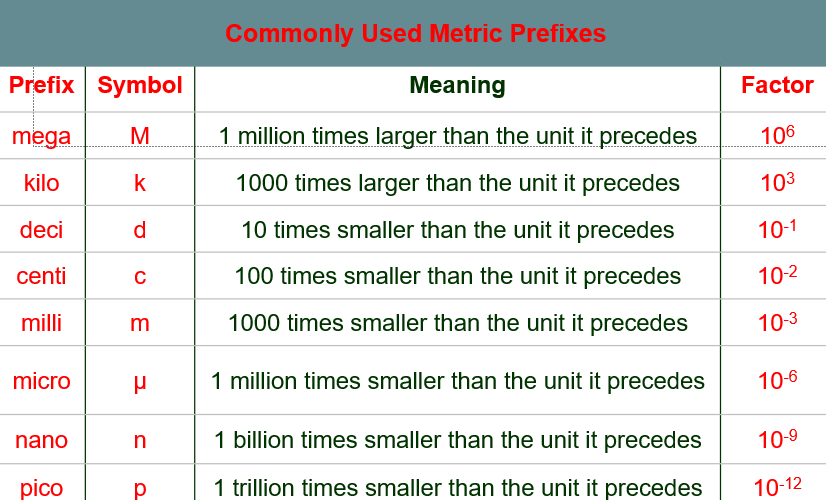 Commonly Used Metric Prefixes
Prefix Symbol Meaning Factor
mega M 1 million times larger than the unit it precedes 10⁶
kilo k 1000 times larger than the unit it precedes 10³
deci d 10 times smaller than the unit it precedes 10⁻¹
centi c 100 times smaller than the unit it precedes 10⁻²
milli m 1000 times smaller than the unit it precedes 10⁻³
micro μ 1 million times smaller than the unit it precedes 10⁻⁶
nano n 1 billion times smaller than the unit it precedes 10⁻⁹
pico p 1 trillion times smaller than the unit it precedes 10⁻¹²